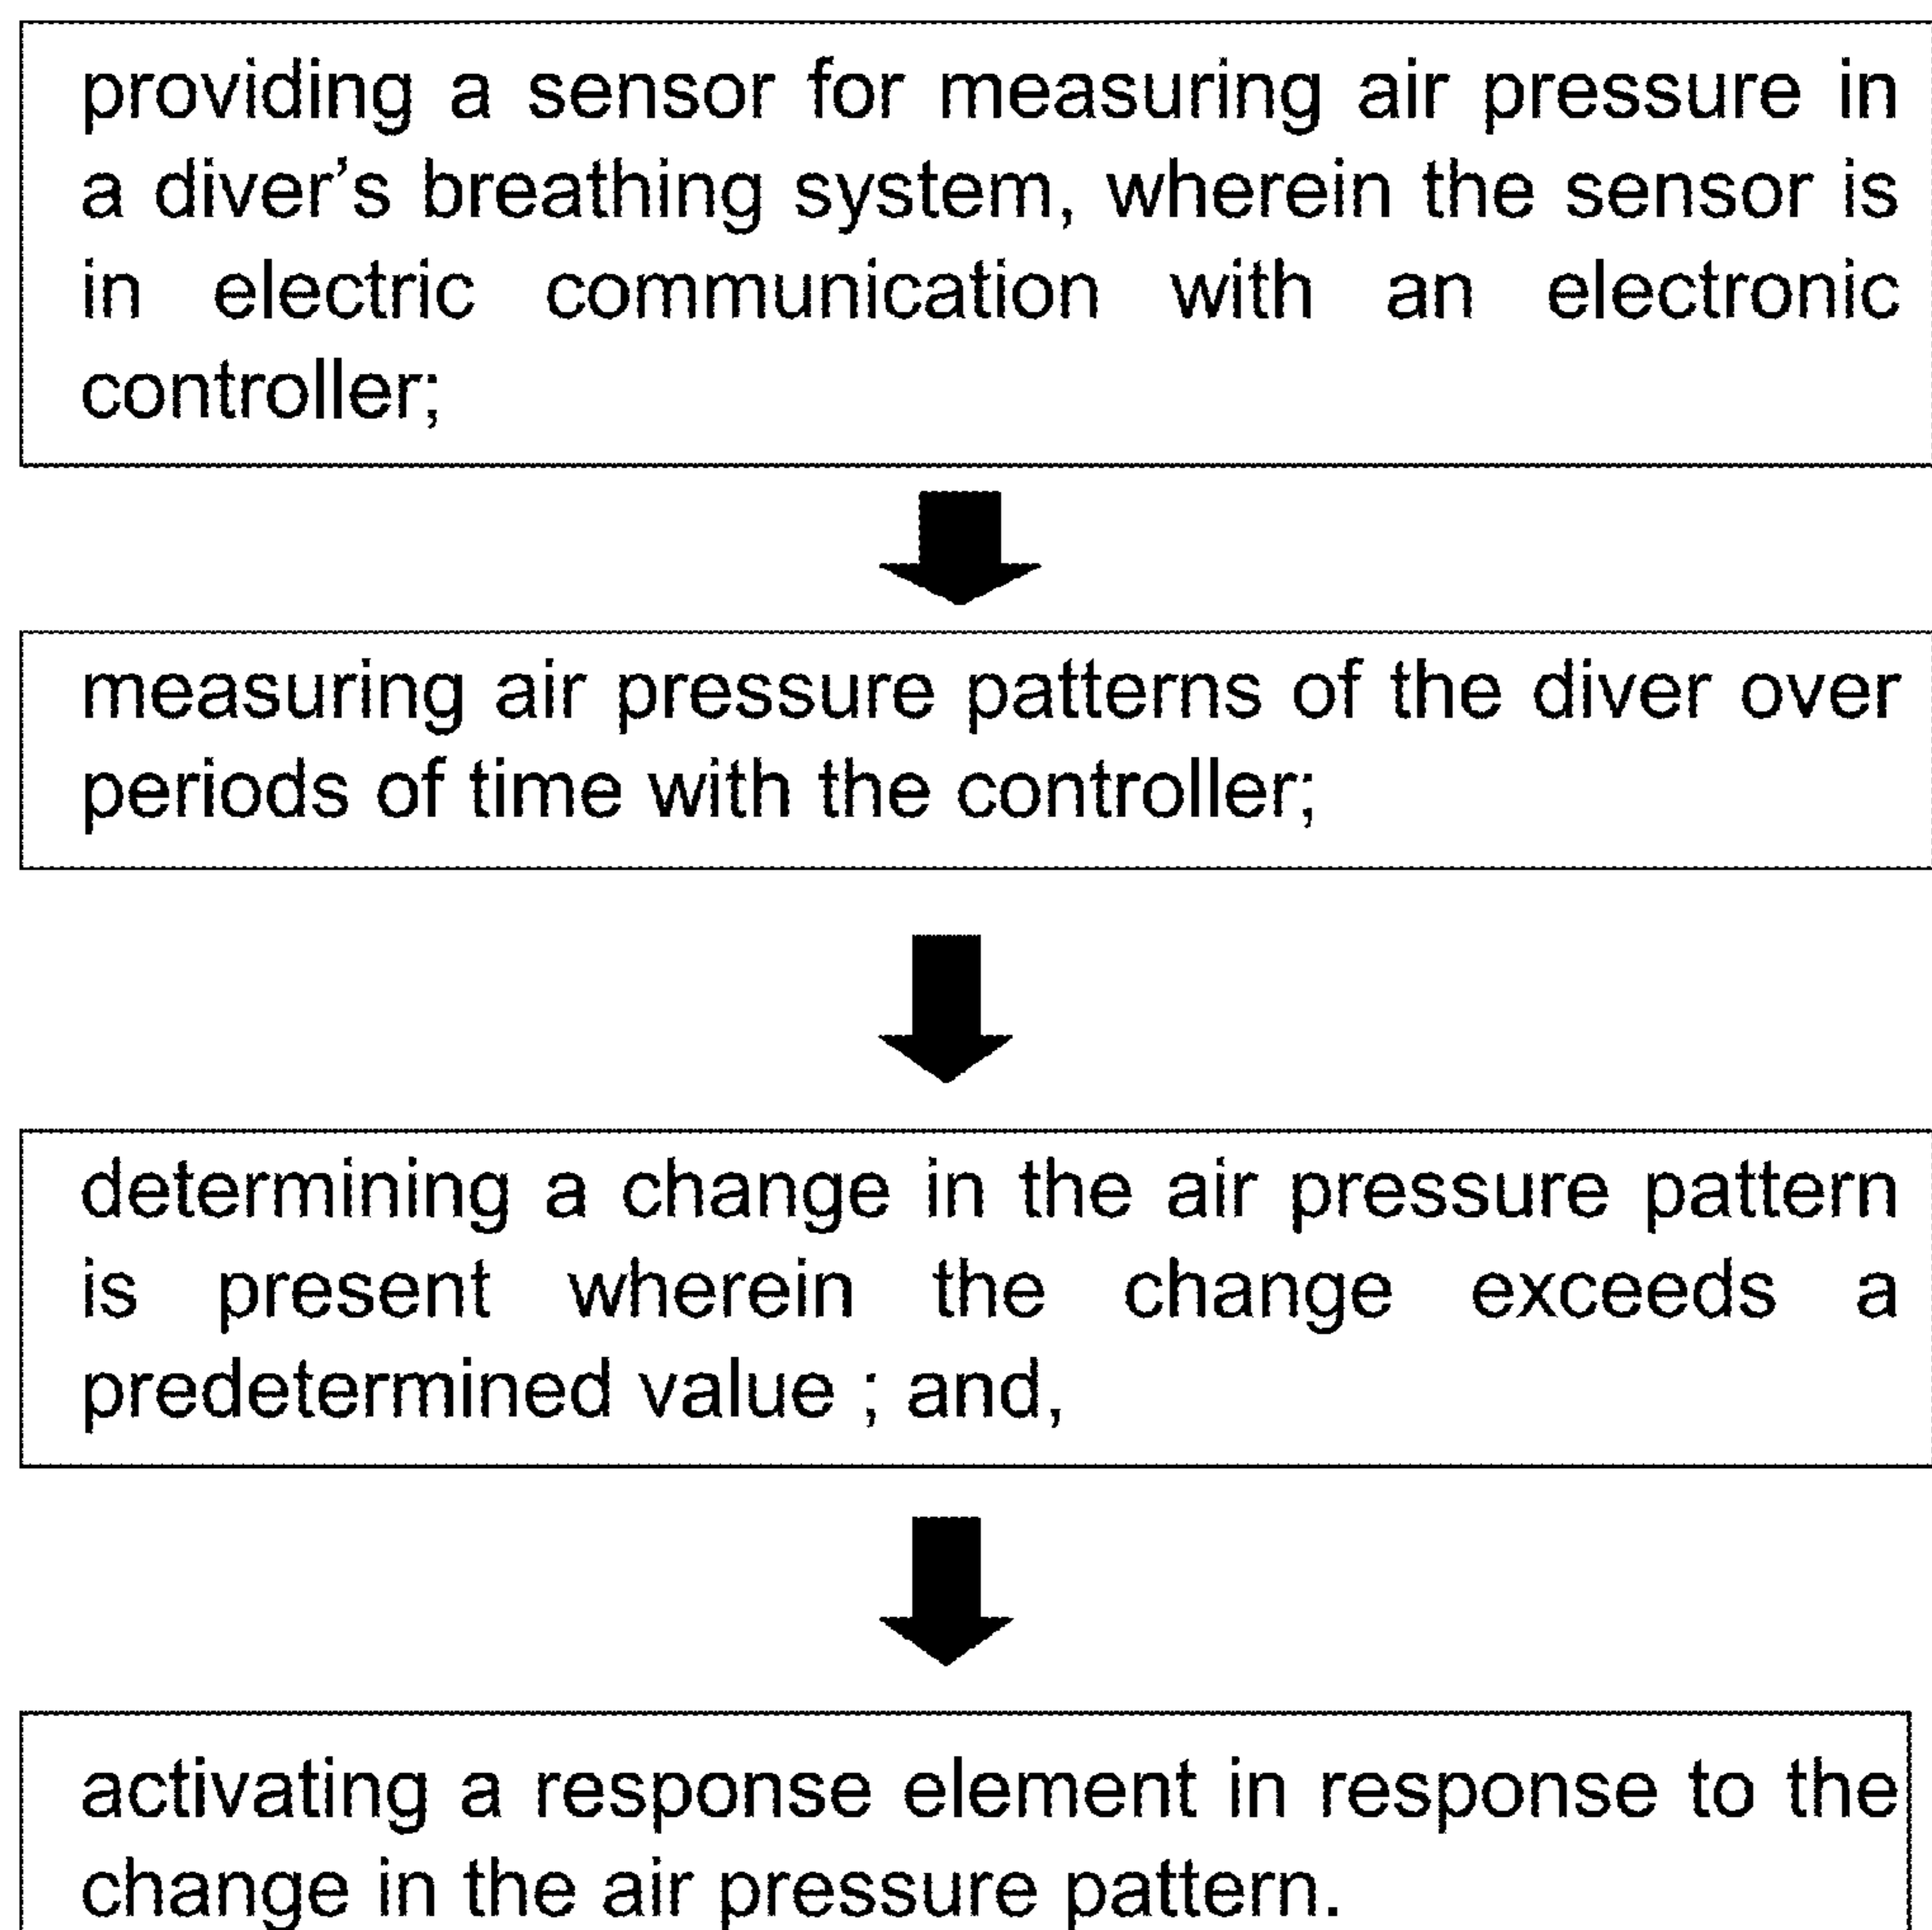 providing a sensor for measuring air pressure in
a diver’s breathing system, wherein the sensor is
in electric communication with an electronic
controller;
measuring air pressure patterns of the diver over
periods of time with the controller;
determining a change in the air pressure pattern
is present wherein the change exceeds a
predetermined value ; and,
activating a response element in response to the
change in the air pressure pattern.